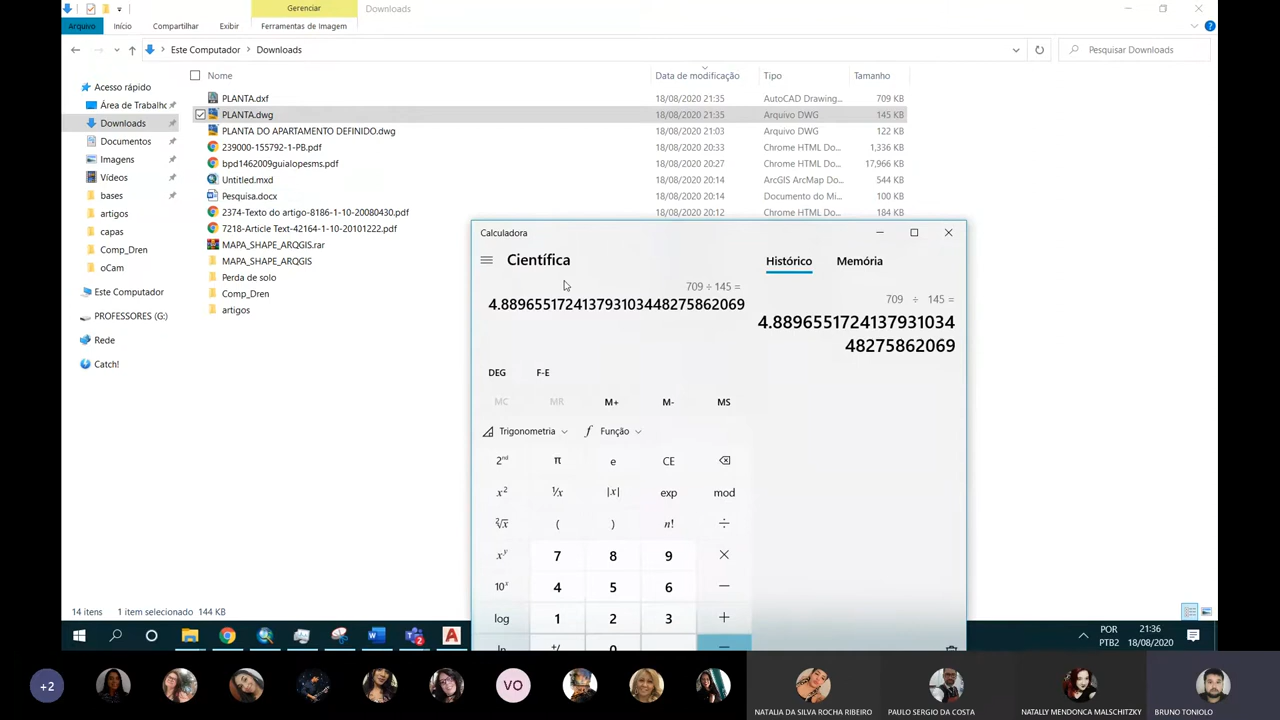 Gerenciar
Downloads
Arquivo
Início
Compartilhar
Exibir
Ferramentas de Imagem
Este Computador
Downloads
Pesquisar Downloads
Nome
Data de modificação
Tipo
Tamanho
Acesso rápido
Área de Trabalho
Downloads
Documentos
Imagens
Vídeos
bases
artigos
capas
Comp_Dren
oCam
Este Computador
PROFESSORES (G:)
Rede
Catch!
PLANTA.dxf 18/08/2020 21:35 AutoCAD Drawing... 709 KB
PLANTA.dwg 18/08/2020 21:35 Arquivo DWG 145 KB
PLANTA DO APARTAMENTO DEFINIDO.dwg 18/08/2020 21:03 Arquivo DWG 122 KB
239000-155792-1-PB.pdf 18/08/2020 20:33 Chrome HTML Do... 1,336 KB
bpd1462009guialopesms.pdf 18/08/2020 20:27 Chrome HTML Do... 17,966 KB
Untitled.mxd 18/08/2020 20:14 ArcGIS ArcMap Do... 544 KB
Pesquisa.docx 18/08/2020 20:14 Documento do Mi... 100 KB
2374-Texto do artigo-8186-1-10-20080430.pdf 18/08/2020 20:12 Chrome HTML Do... 184 KB
7218-Article Text-42164-1-10-20101222.pdf
MAPA_SHAPE_ARQGIS.rar
MAPA_SHAPE_ARQGIS
Perda de solo
Comp_Dren
artigos
Calculadora
Científica
709 ÷ 145 =
4.8896551724137931034482758620​69
DEG
F-E
MC
MR
M+
M-
MS
Trigonometria
f Função
2nd
π
e
CE
x²
¹/x
|x|
exp
mod
²√x
(
)
n!
÷
xʸ
7
8
9
×
10ˣ
4
5
6
−
log
1
2
3
+
ln
+/
0
Histórico
Memória
709 ÷ 145 =
4.8896551724137931034
48275862069
14 itens
1 item selecionado 144 KB
POR
PTB2
21:36
18/08/2020
+2
VO
NATALIA DA SILVA ROCHA RIBEIRO
PAULO SERGIO DA COSTA
NATALLY MENDONCA MALSCHITZKY
BRUNO TONIOLO